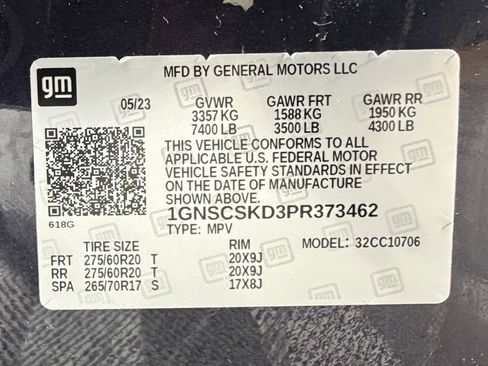 gm
MFD BY GENERAL MOTORS LLC
05/23 GVWR GAWR FRT GAWR RR
3357 KG 1588 KG 1950 KG
7400 LB 3500 LB 4300 LB
THIS VEHICLE CONFORMS TO ALL
APPLICABLE U.S. FEDERAL MOTOR
VEHICLE SAFETY STANDARDS IN EFFECT
ON THE DATE OF MANUFACTURE
SHOWN ABOVE.
618G
1GNSCSKD3PR373462
TYPE: MPV MODEL: 32CC10706
TIRE SIZE RIM
FRT 275/60R20 T 20X9J
RR 275/60R20 T 20X9J
SPA 265/70R17 S 17X8J